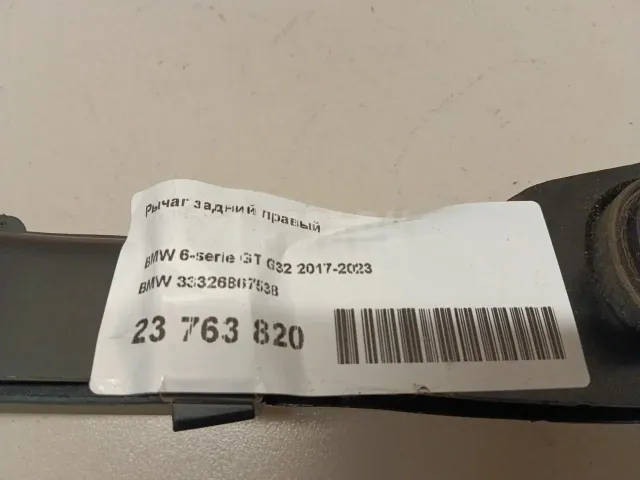 Рычаг задний правый
BMW 6-serie GT G32 2017-2023
BMW 33326867538
23 763 820